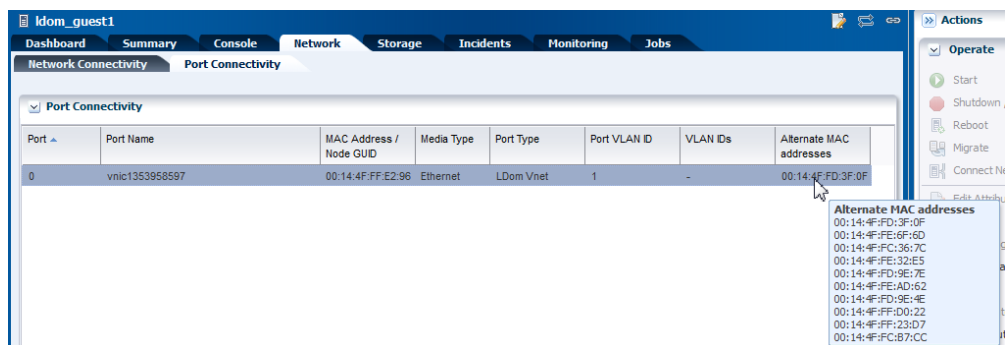 ldom_guest1
Dashboard Summary Console Network Storage Incidents Monitoring Jobs
Network Connectivity Port Connectivity
Port Connectivity
Port Port Name MAC Address / Node GUID Media Type Port Type Port VLAN ID VLAN IDs Alternate MAC addresses
0 vnic1353958597 00:14:4F:FF:E2:96 Ethernet LDom Vnet 1 - 00:14:4F:FD:3F:0F
Alternate MAC addresses
00:14:4F:FD:3F:0F
00:14:4F:FE:6F:6D
00:14:4F:FC:36:7C
00:14:4F:FE:32:E5
00:14:4F:FD:9E:7E
00:14:4F:FE:AD:62
00:14:4F:FD:9E:4E
00:14:4F:FF:D0:22
00:14:4F:FF:23:D7
00:14:4F:FC:B7:CC
Actions
Operate
Start
Shutdown
Reboot
Migrate
Connect Ne
Edit Attribu